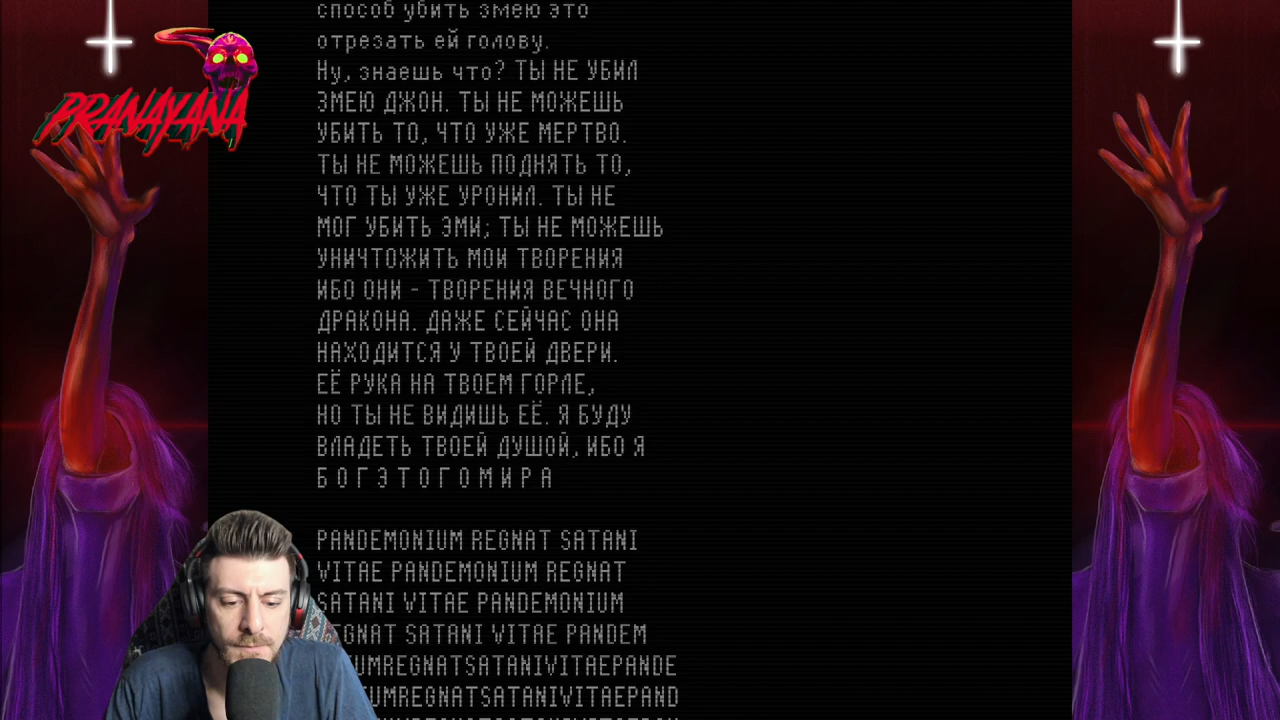 способ убить змею это
PRANAYANA
отрезать ей голову.
Ну, знаешь что? ТЫ НЕ УБИЛ
ЗМЕЮ ДЖОН. ТЫ НЕ МОЖЕШЬ
УБИТЬ ТО, ЧТО УЖЕ МЕРТВО.
ТЫ НЕ МОЖЕШЬ ПОДНЯТЬ ТО,
ЧТО ТЫ УЖЕ УРОНИЛ. ТЫ НЕ
МОГ УБИТЬ ЭМИ; ТЫ НЕ МОЖЕШЬ
УНИЧТОЖИТЬ МОИ ТВОРЕНИЯ
ИБО ОНИ - ТВОРЕНИЯ ВЕЧНОГО
ДРАКОНА. ДАЖЕ СЕЙЧАС ОНА
НАХОДИТСЯ У ТВОЕЙ ДВЕРИ.
ЕЁ РУКА НА ТВОЕМ ГОРЛЕ,
НО ТЫ НЕ ВИДИШЬ ЕЁ. Я БУДУ
ВЛАДЕТЬ ТВОЕЙ ДУШОЙ, ИБО Я
Б О Г Э Т О Г О М И Р А
PANDEMONIUM REGNAT SATANI
VITAE PANDEMONIUM REGNAT
SATANI VITAE PANDEMONIUM
EGNAT SATANI VITAE PANDEM
UMREGNATSATANIVITAEPANDE
UMREGNATSATANIVITAEPAND